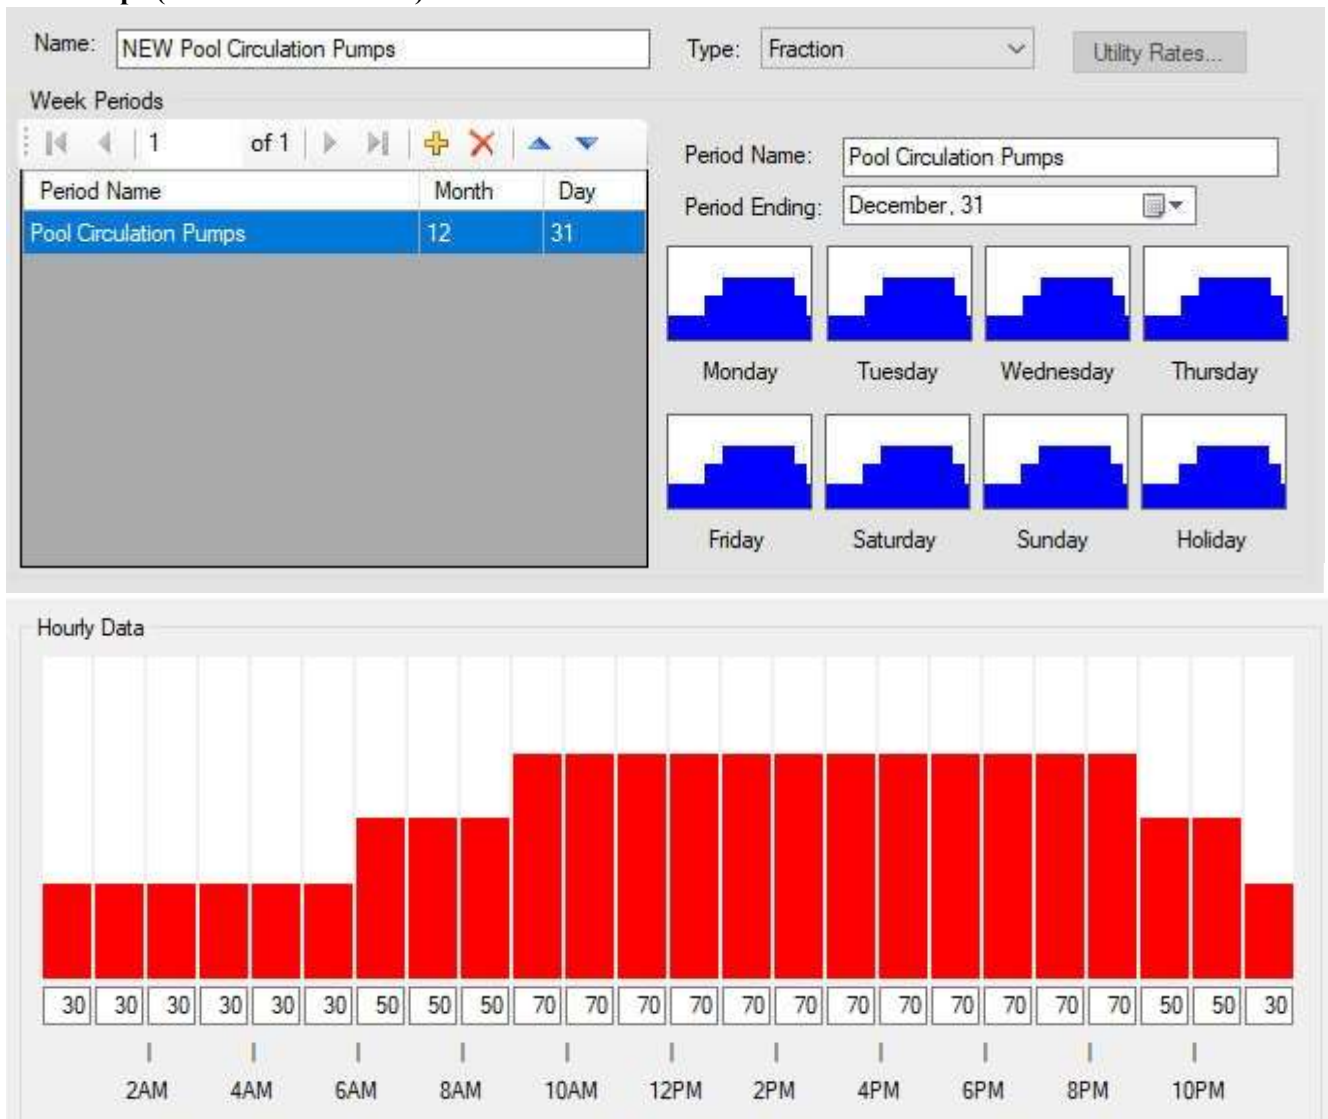 Name: NEW Pool Circulation Pumps Type: Fraction Utility Rates...
Week Periods
1 of 1
Period Name Month Day
Pool Circulation Pumps 12 31
Period Name: Pool Circulation Pumps
Period Ending: December, 31
Monday Tuesday Wednesday Thursday
Friday Saturday Sunday Holiday
Hourly Data
30 30 30 30 30 30 50 50 50 70 70 70 70 70 70 70 70 70 70 70 70 50 50 30
2AM 4AM 6AM 8AM 10AM 12PM 2PM 4PM 6PM 8PM 10PM